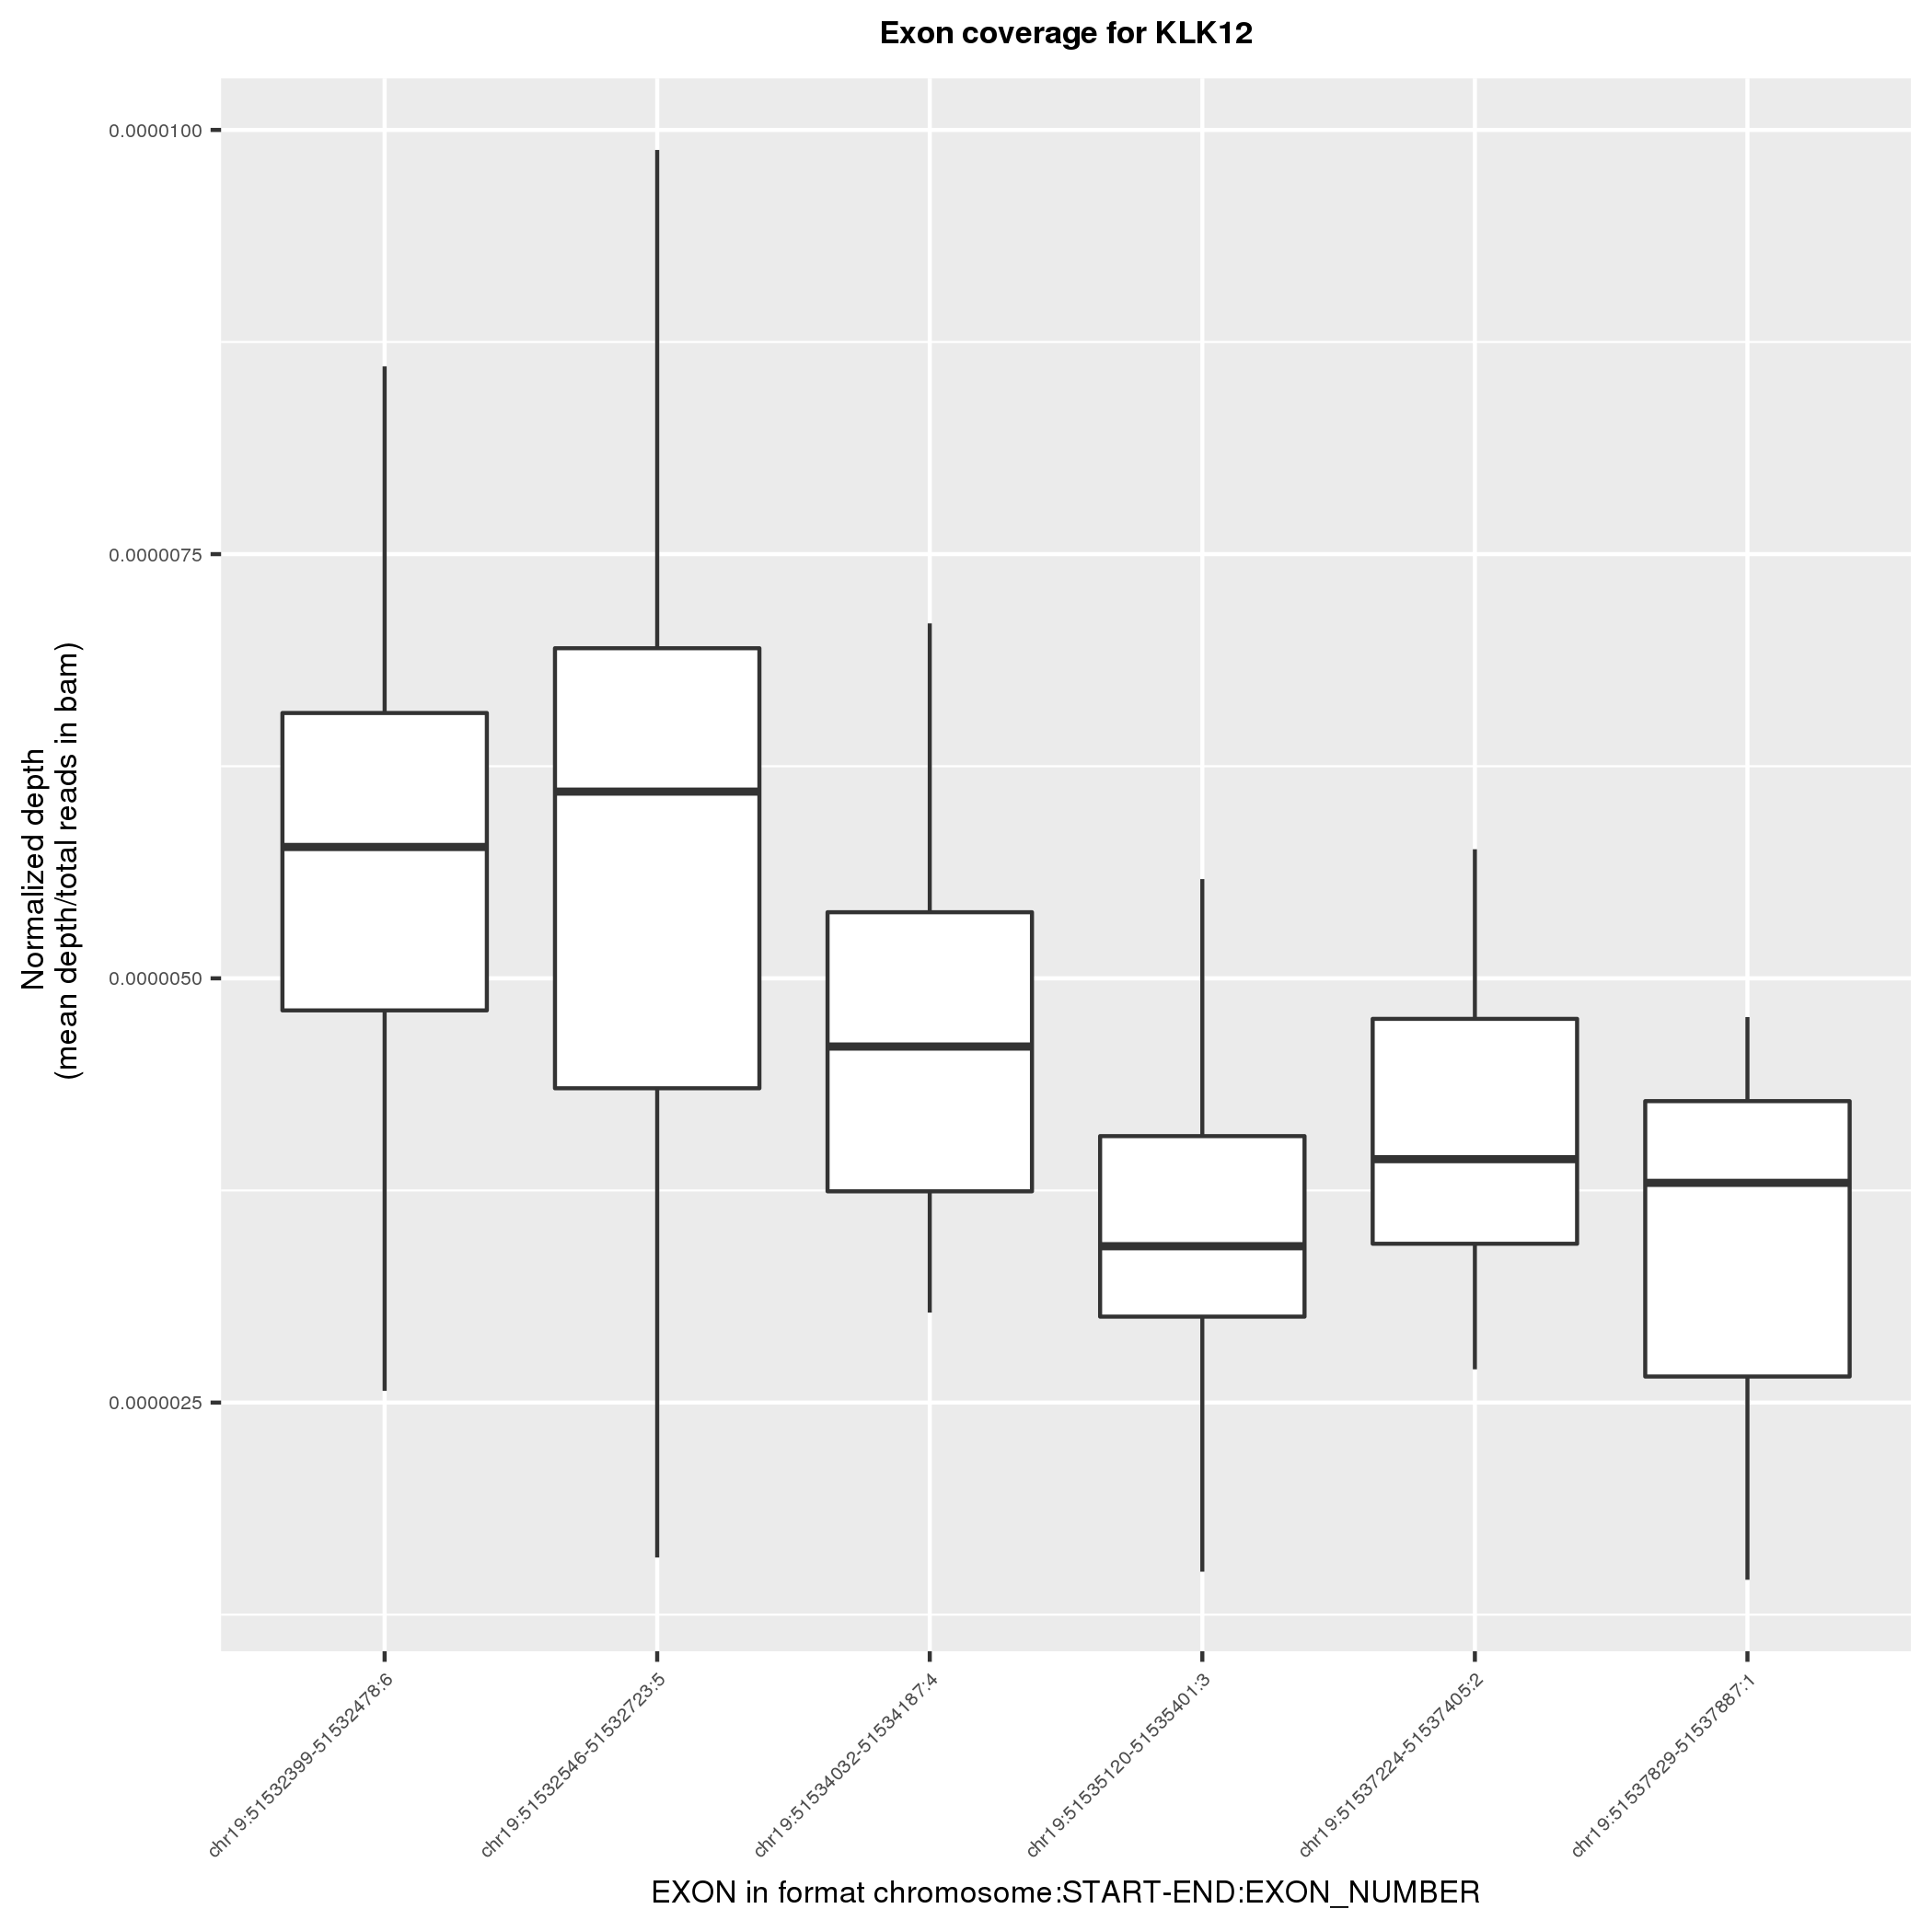 Exon coverage for KLK12
Normalized depth
(mean depth/total reads in bam)
0.0000100
0.0000075
0.0000050
0.0000025
chr19:51532399-51532478:6
chr19:51532546-51532723:5
chr19:51534032-51534187:4
chr19:51535120-51535401:3
chr19:51537224-51537405:2
chr19:51537829-51537887:1
EXON in format chromosome:START-END:EXON_NUMBER